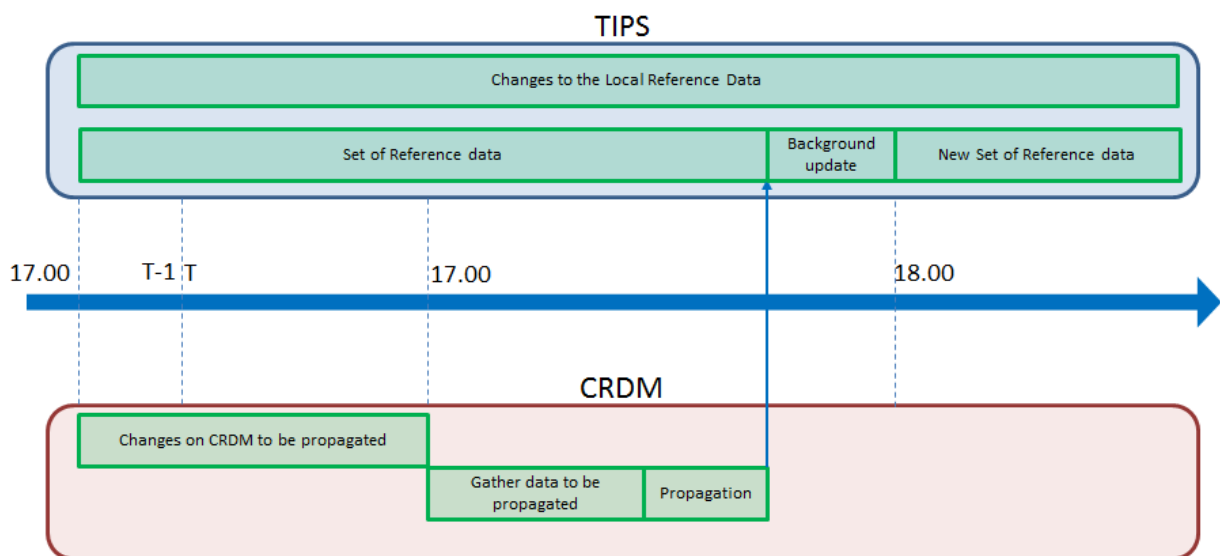 TIPS
Changes to the Local Reference Data
Set of Reference data
Background
update
New Set of Reference data
17.00
T-1
T
17.00
18.00
CRDM
Changes on CRDM to be propagated
Gather data to be
propagated
Propagation